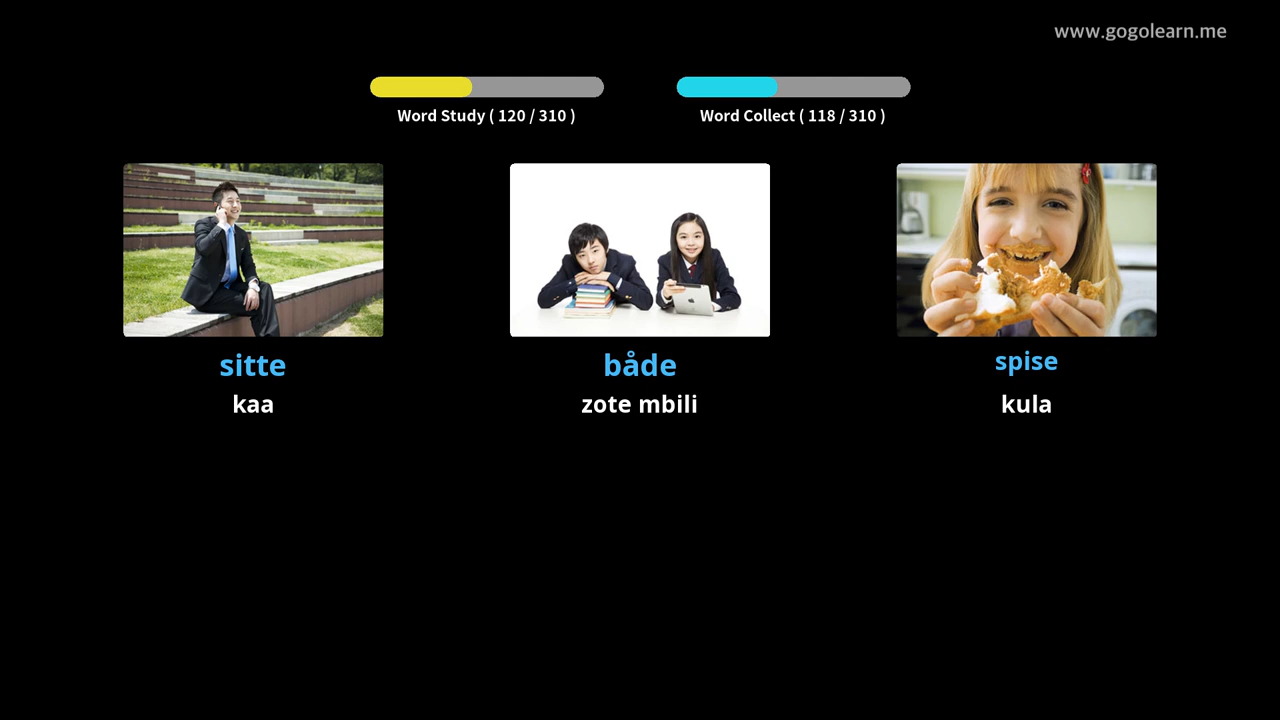 www.gogolearn.me
Word Study ( 120 / 310 )
Word Collect ( 118 / 310 )
sitte
kaa
både
zote mbili
spise
kula